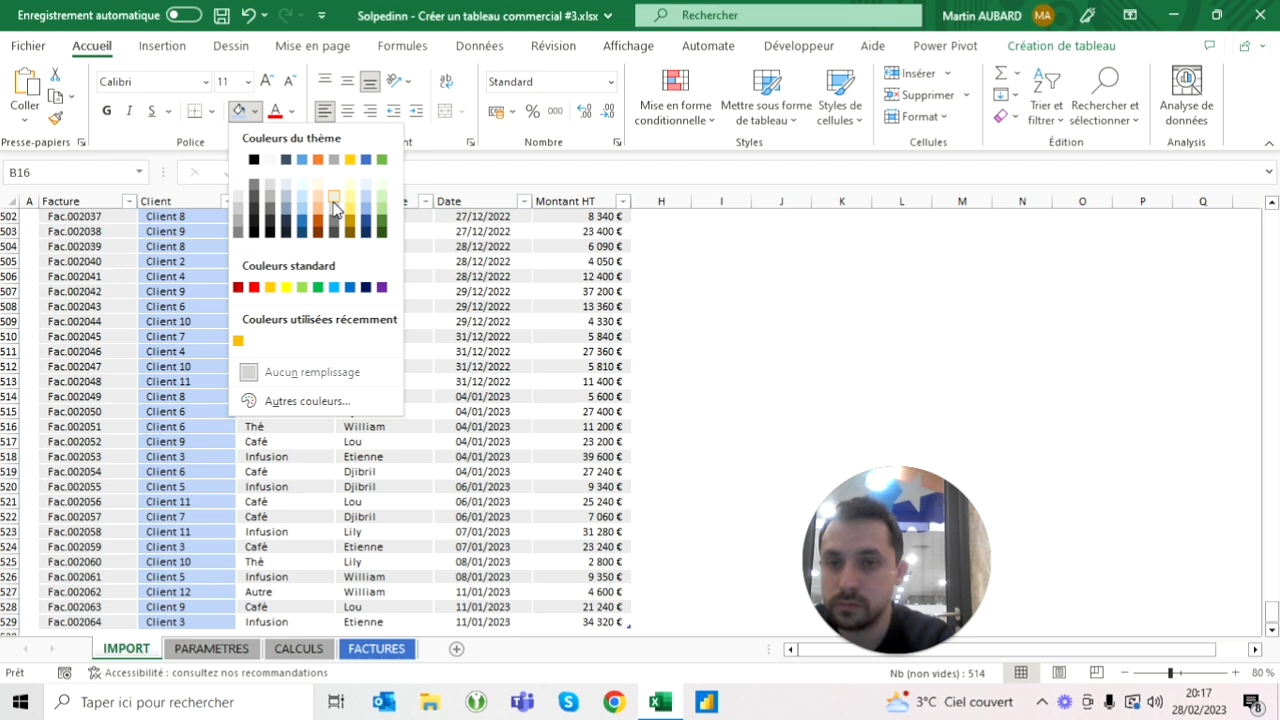 Enregistrement automatique Solpedinn - Créer un tableau commercial #3.xlsx Rechercher Martin AUBARD MA
Fichier Accueil Insertion Dessin Mise en page Formules Données Révision Affichage Automate Développeur Aide Power Pivot Création de tableau
Coller Calibri 11 Standard Mise en forme conditionnelle Mettre sous forme de tableau Styles de cellules Insérer Supprimer Format Trier et filtrer Rechercher et sélectionner Analyse de données
G I S A % 000
Presse-papiers Police Nombre Styles Cellules Édition Analyse
B16
Couleurs du thème
Couleurs standard
Couleurs utilisées récemment
Aucun remplissage
Autres couleurs...
A Facture Client Date Montant HT H I J K L M N O P Q
502 Fac.002037 Client 8 27/12/2022 8 340 €
503 Fac.002038 Client 9 27/12/2022 23 400 €
504 Fac.002039 Client 8 28/12/2022 6 090 €
505 Fac.002040 Client 2 28/12/2022 4 050 €
506 Fac.002041 Client 4 28/12/2022 12 400 €
507 Fac.002042 Client 9 29/12/2022 37 200 €
508 Fac.002043 Client 6 29/12/2022 13 360 €
509 Fac.002044 Client 10 29/12/2022 4 330 €
510 Fac.002045 Client 7 31/12/2022 5 840 €
511 Fac.002046 Client 4 31/12/2022 27 360 €
512 Fac.002047 Client 10 31/12/2022 5 810 €
513 Fac.002048 Client 11 31/12/2022 11 400 €
514 Fac.002049 Client 8 04/01/2023 5 600 €
515 Fac.002050 Client 6 04/01/2023 27 400 €
516 Fac.002051 Client 6 Thé William 04/01/2023 11 200 €
517 Fac.002052 Client 9 Café Lou 04/01/2023 23 200 €
518 Fac.002053 Client 3 Infusion Etienne 04/01/2023 39 600 €
519 Fac.002054 Client 6 Café Djibril 06/01/2023 27 240 €
520 Fac.002055 Client 5 Infusion Djibril 06/01/2023 9 340 €
521 Fac.002056 Client 11 Café Lou 06/01/2023 25 240 €
522 Fac.002057 Client 7 Café Djibril 06/01/2023 7 060 €
523 Fac.002058 Client 11 Infusion Lily 07/01/2023 31 280 €
524 Fac.002059 Client 3 Café Etienne 07/01/2023 23 240 €
525 Fac.002060 Client 10 Thé Lily 08/01/2023 2 800 €
526 Fac.002061 Client 5 Infusion William 08/01/2023 9 350 €
527 Fac.002062 Client 12 Autre William 11/01/2023 4 600 €
528 Fac.002063 Client 9 Café Lou 11/01/2023 21 240 €
529 Fac.002064 Client 3 Infusion Etienne 11/01/2023 34 320 €
IMPORT PARAMETRES CALCULS FACTURES
Prêt Accessibilité : consultez nos recommandations Nb (non vides) : 514 80 %
Taper ici pour rechercher 3°C Ciel couvert 20:17
28/02/2023 8